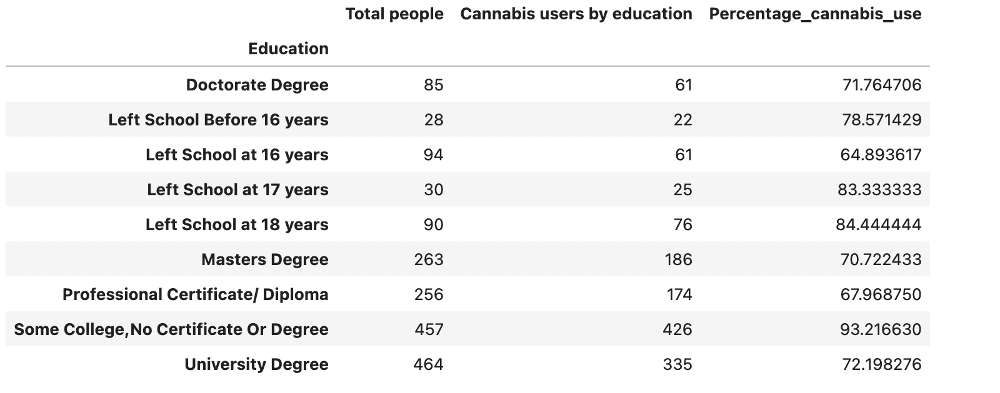 Total people Cannabis users by education Percentage_cannabis_use
Education
Doctorate Degree 85 61 71.764706
Left School Before 16 years 28 22 78.571429
Left School at 16 years 94 61 64.893617
Left School at 17 years 30 25 83.333333
Left School at 18 years 90 76 84.444444
Masters Degree 263 186 70.722433
Professional Certificate/ Diploma 256 174 67.968750
Some College,No Certificate Or Degree 457 426 93.216630
University Degree 464 335 72.198276